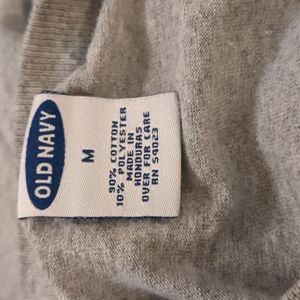 OLD NAVY
M
90% COTTON
10% POLYESTER
MADE IN
HONDURAS
OVER FOR CARE
RN 54023